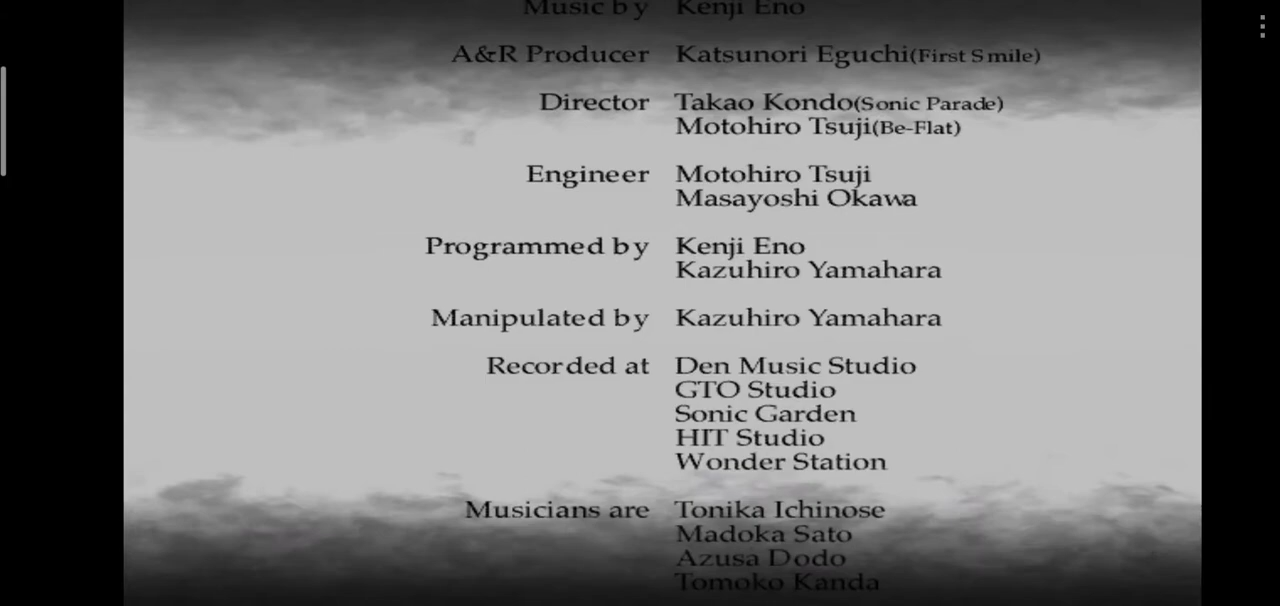 Music by Kenji Eno
A&R Producer Katsunori Eguchi(First Smile)
Director Takao Kondo(Sonic Parade)
Motohiro Tsuji(Be-Flat)
Engineer Motohiro Tsuji
Masayoshi Okawa
Programmed by Kenji Eno
Kazuhiro Yamahara
Manipulated by Kazuhiro Yamahara
Recorded at Den Music Studio
GTO Studio
Sonic Garden
HIT Studio
Wonder Station
Musicians are Tonika Ichinose
Madoka Sato
Azusa Dodo
Tomoko Kanda